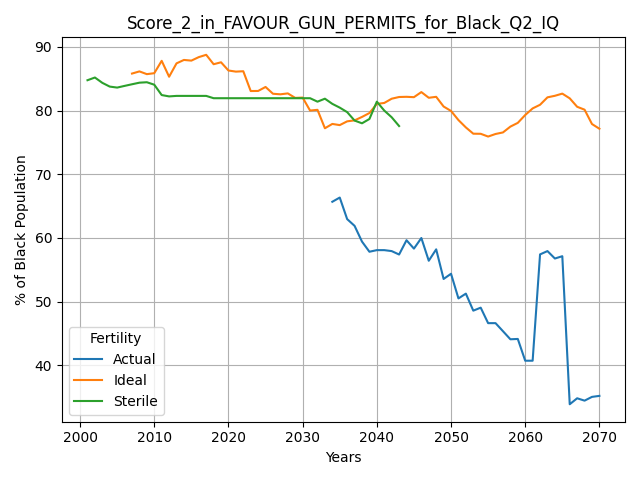 Score_2_in_FAVOUR_GUN_PERMITS_for_Black_Q2_IQ
% of Black Population
90
80
70
60
50
40
Fertility
Actual
Ideal
Sterile
2000 2010 2020 2030 2040 2050 2060 2070
Years